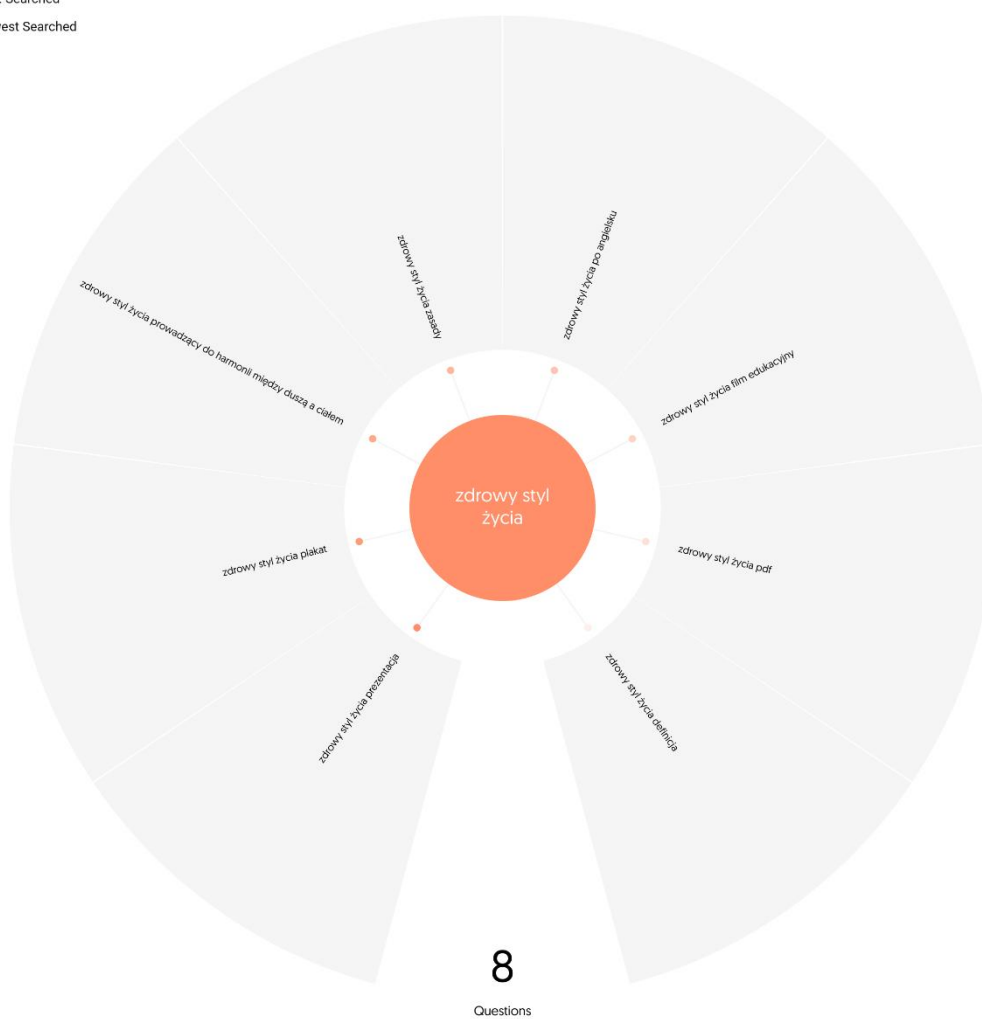 Searched
est Searched
zdrowy styl życia po angielsku
zdrowy styl życia film edukacyjny
zdrowy styl życia pdf
zdrowy styl życia definicja
zdrowy styl życia prezentacja
zdrowy styl życia plakat
zdrowy styl życia prowadzący do harmonii między duszą a ciałem
zdrowy styl życia zasady
zdrowy styl
życia
8
Questions